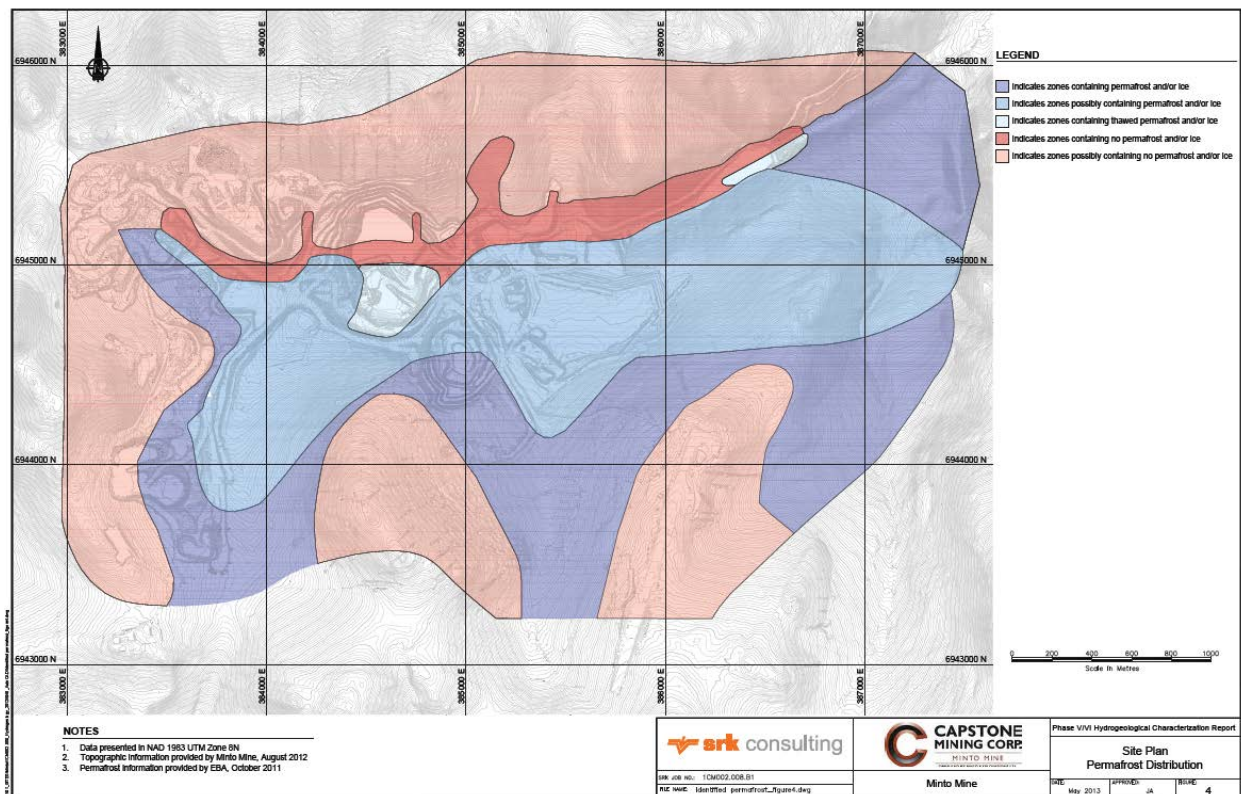 383000 E
384000 E
385000 E
386000 E
387000 E
6946000 N
6946000 N
6945000 N
6945000 N
6944000 N
6944000 N
6943000 N
6943000 N
383000 E
384000 E
385000 E
386000 E
387000 E
LEGEND
Indicates zones containing permafrost and/or ice
Indicates zones possibly containing permafrost and/or ice
Indicates zones containing thawed permafrost and/or ice
Indicates zones containing no permafrost and/or ice
Indicates zones possibly containing no permafrost and/or ice
0 200 400 600 800 1000
Scale in Metres
NOTES
1. Data presented in NAD 1983 UTM Zone 8N
2. Topographic information provided by Minto Mine, August 2012
3. Permafrost information provided by EBA, October 2011
srk consulting
SRK JOB NO.: 1CM002.008.B1
FILE NAME: Identified permafrost_figure4.dwg
CAPSTONE
MINING CORP.
MINTO MINE
Minto Mine
Phase V/VI Hydrogeological Characterization Report
Site Plan
Permafrost Distribution
DATE: May 2013
APPROVED: JA
FIGURE: 4